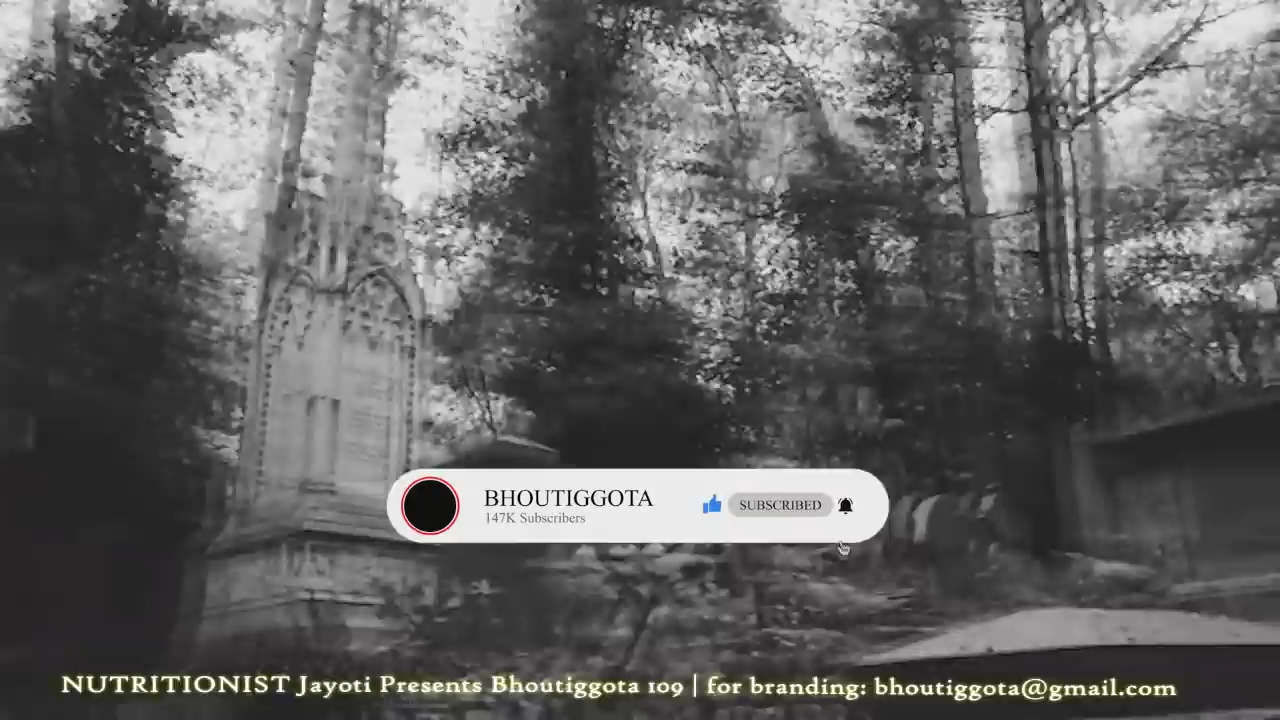 BHOUTIGGOTA
147K Subscribers
SUBSCRIBED
NUTRITIONIST Jayoti Presents Bhoutiggota 109 | for branding: bhoutiggota@gmail.com